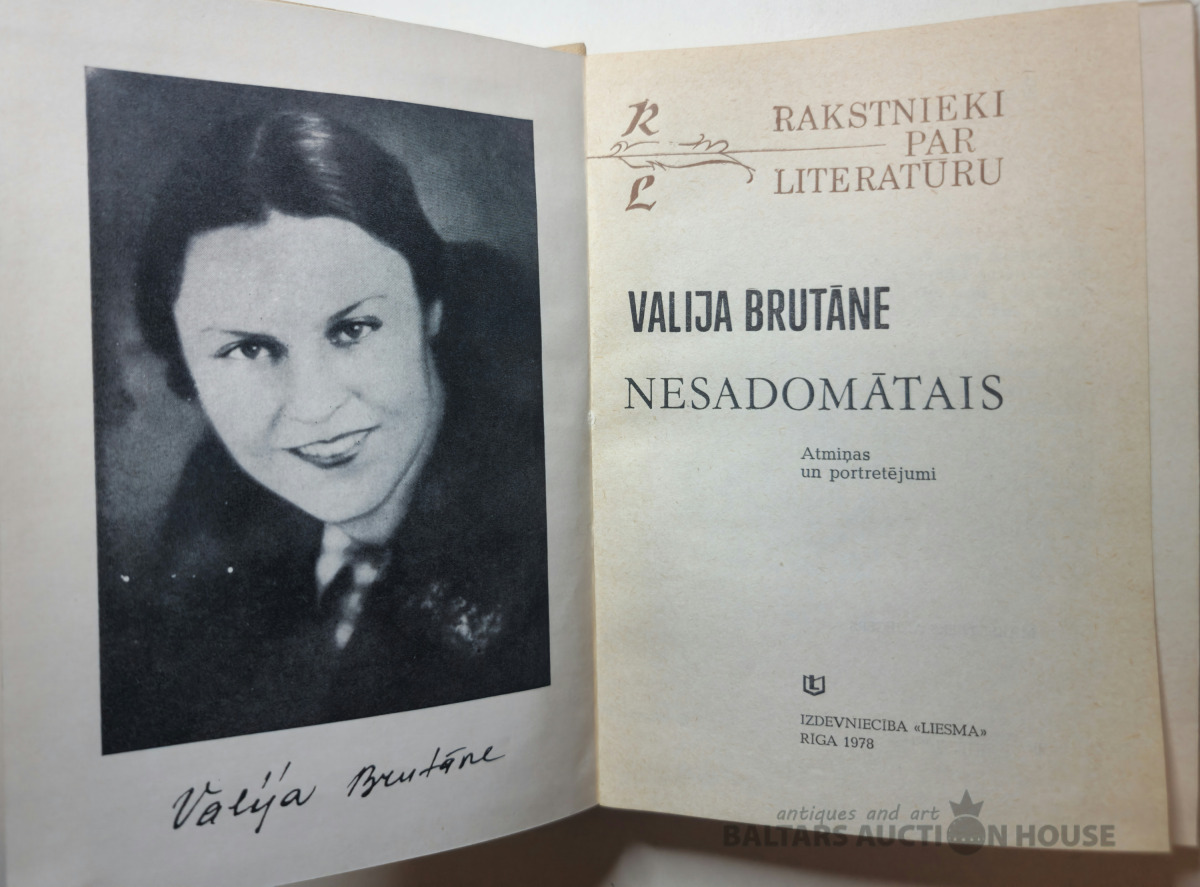 Valija Brutāne
R
L
RAKSTNIEKI
PAR
LITERATŪRU
VALIJA BRUTĀNE
NESADOMĀTAIS
Atmiņas
un portretējumi
IZDEVNIECĪBA «LIESMA»
RĪGA 1978
antiques and art
BALTARS AUCTION HOUSE